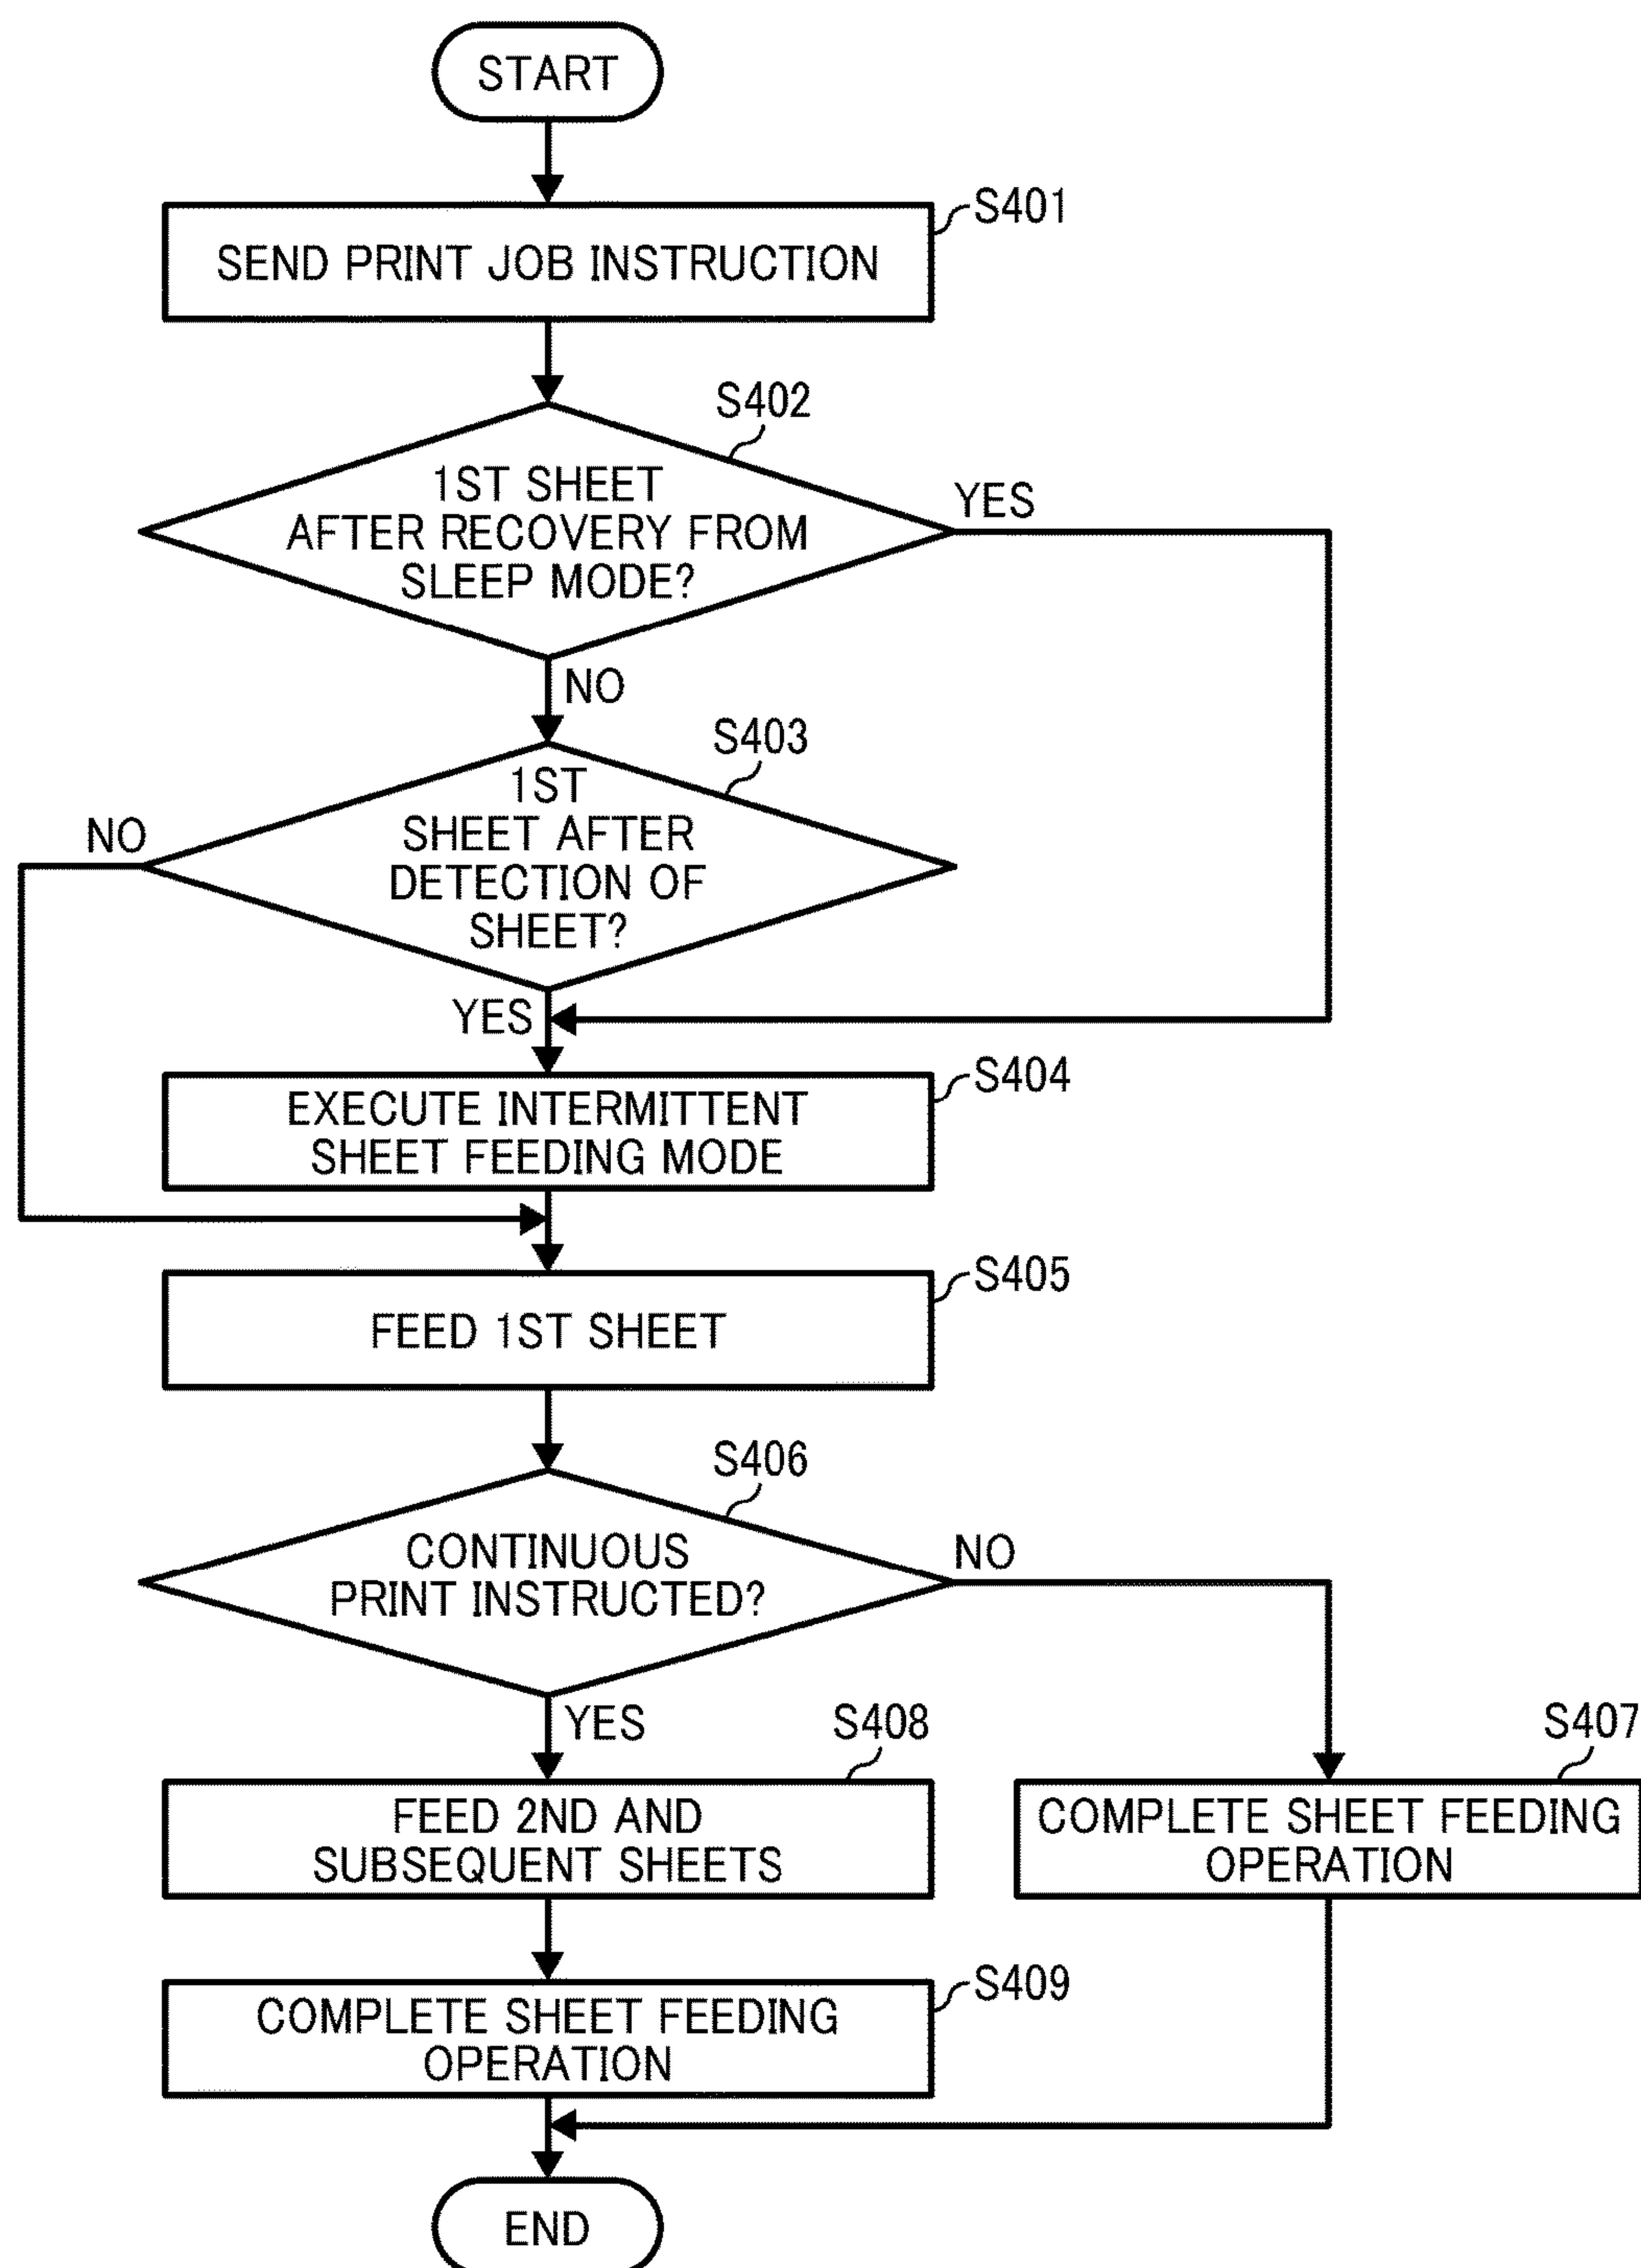 START
S401
SEND PRINT JOB INSTRUCTION
S402
1ST SHEET
AFTER RECOVERY FROM
SLEEP MODE?
YES
NO
S403
1ST
SHEET AFTER
DETECTION OF
SHEET?
NO
YES
S404
EXECUTE INTERMITTENT
SHEET FEEDING MODE
S405
FEED 1ST SHEET
S406
CONTINUOUS
PRINT INSTRUCTED?
NO
YES
S408
FEED 2ND AND
SUBSEQUENT SHEETS
S407
COMPLETE SHEET FEEDING
OPERATION
S409
COMPLETE SHEET FEEDING
OPERATION
END